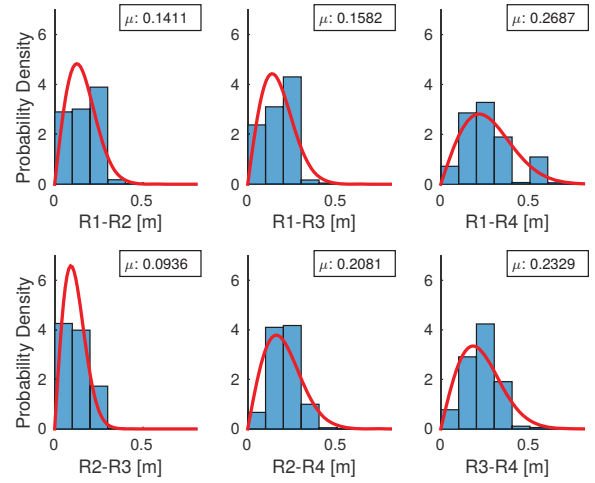 μ: 0.1411
μ: 0.1582
μ: 0.2687
Probability Density
6
4
2
0
0
0.5
R1-R2 [m]
6
4
2
0
0
0.5
R1-R3 [m]
6
4
2
0
0
0.5
R1-R4 [m]
μ: 0.0936
μ: 0.2081
μ: 0.2329
Probability Density
6
4
2
0
0
0.5
R2-R3 [m]
6
4
2
0
0
0.5
R2-R4 [m]
6
4
2
0
0
0.5
R3-R4 [m]